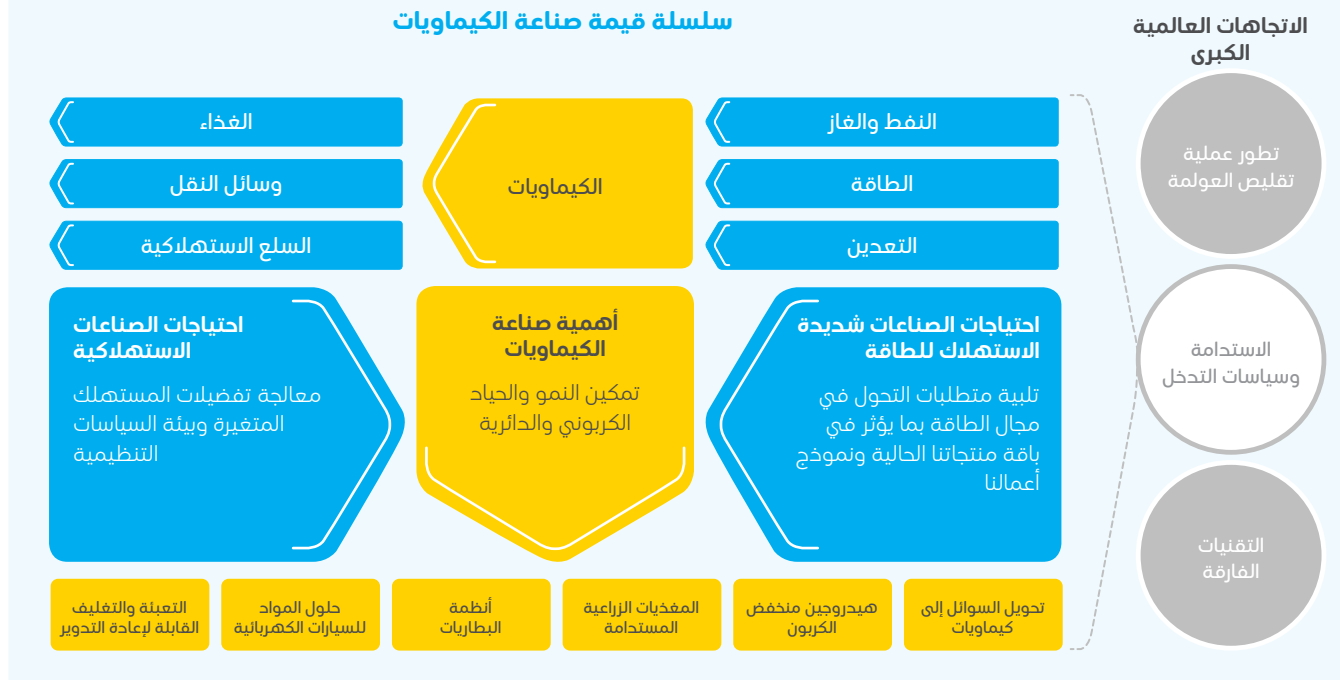 الاتجاهات العالمية
الكبرى
تطور عملية
تقليص العولمة
الاستدامة
وسياسات التدخل
التقنيات
الفارقة
سلسلة قيمة صناعة الكيماويات
النفط والغاز
الطاقة
التعدين
الكيماويات
الغذاء
وسائل النقل
السلع الاستهلاكية
احتياجات الصناعات شديدة
الاستهلاك للطاقة
تلبية متطلبات التحول في
مجال الطاقة بما يؤثر في
باقة منتجاتنا الحالية ونموذج
أعمالنا
أهمية صناعة
الكيماويات
تمكين النمو والحياد
الكربوني والدائرية
احتياجات الصناعات
الاستهلاكية
معالجة تفضيلات المستهلك
المتغيرة وبيئة السياسات
التنظيمية
تحويل السوائل إلى
كيماويات
هيدروجين منخفض
الكربون
المغذيات الزراعية
المستدامة
أنظمة
البطاريات
حلول المواد
للسيارات الكهربائية
التعبئة والتغليف
القابلة لإعادة التدوير